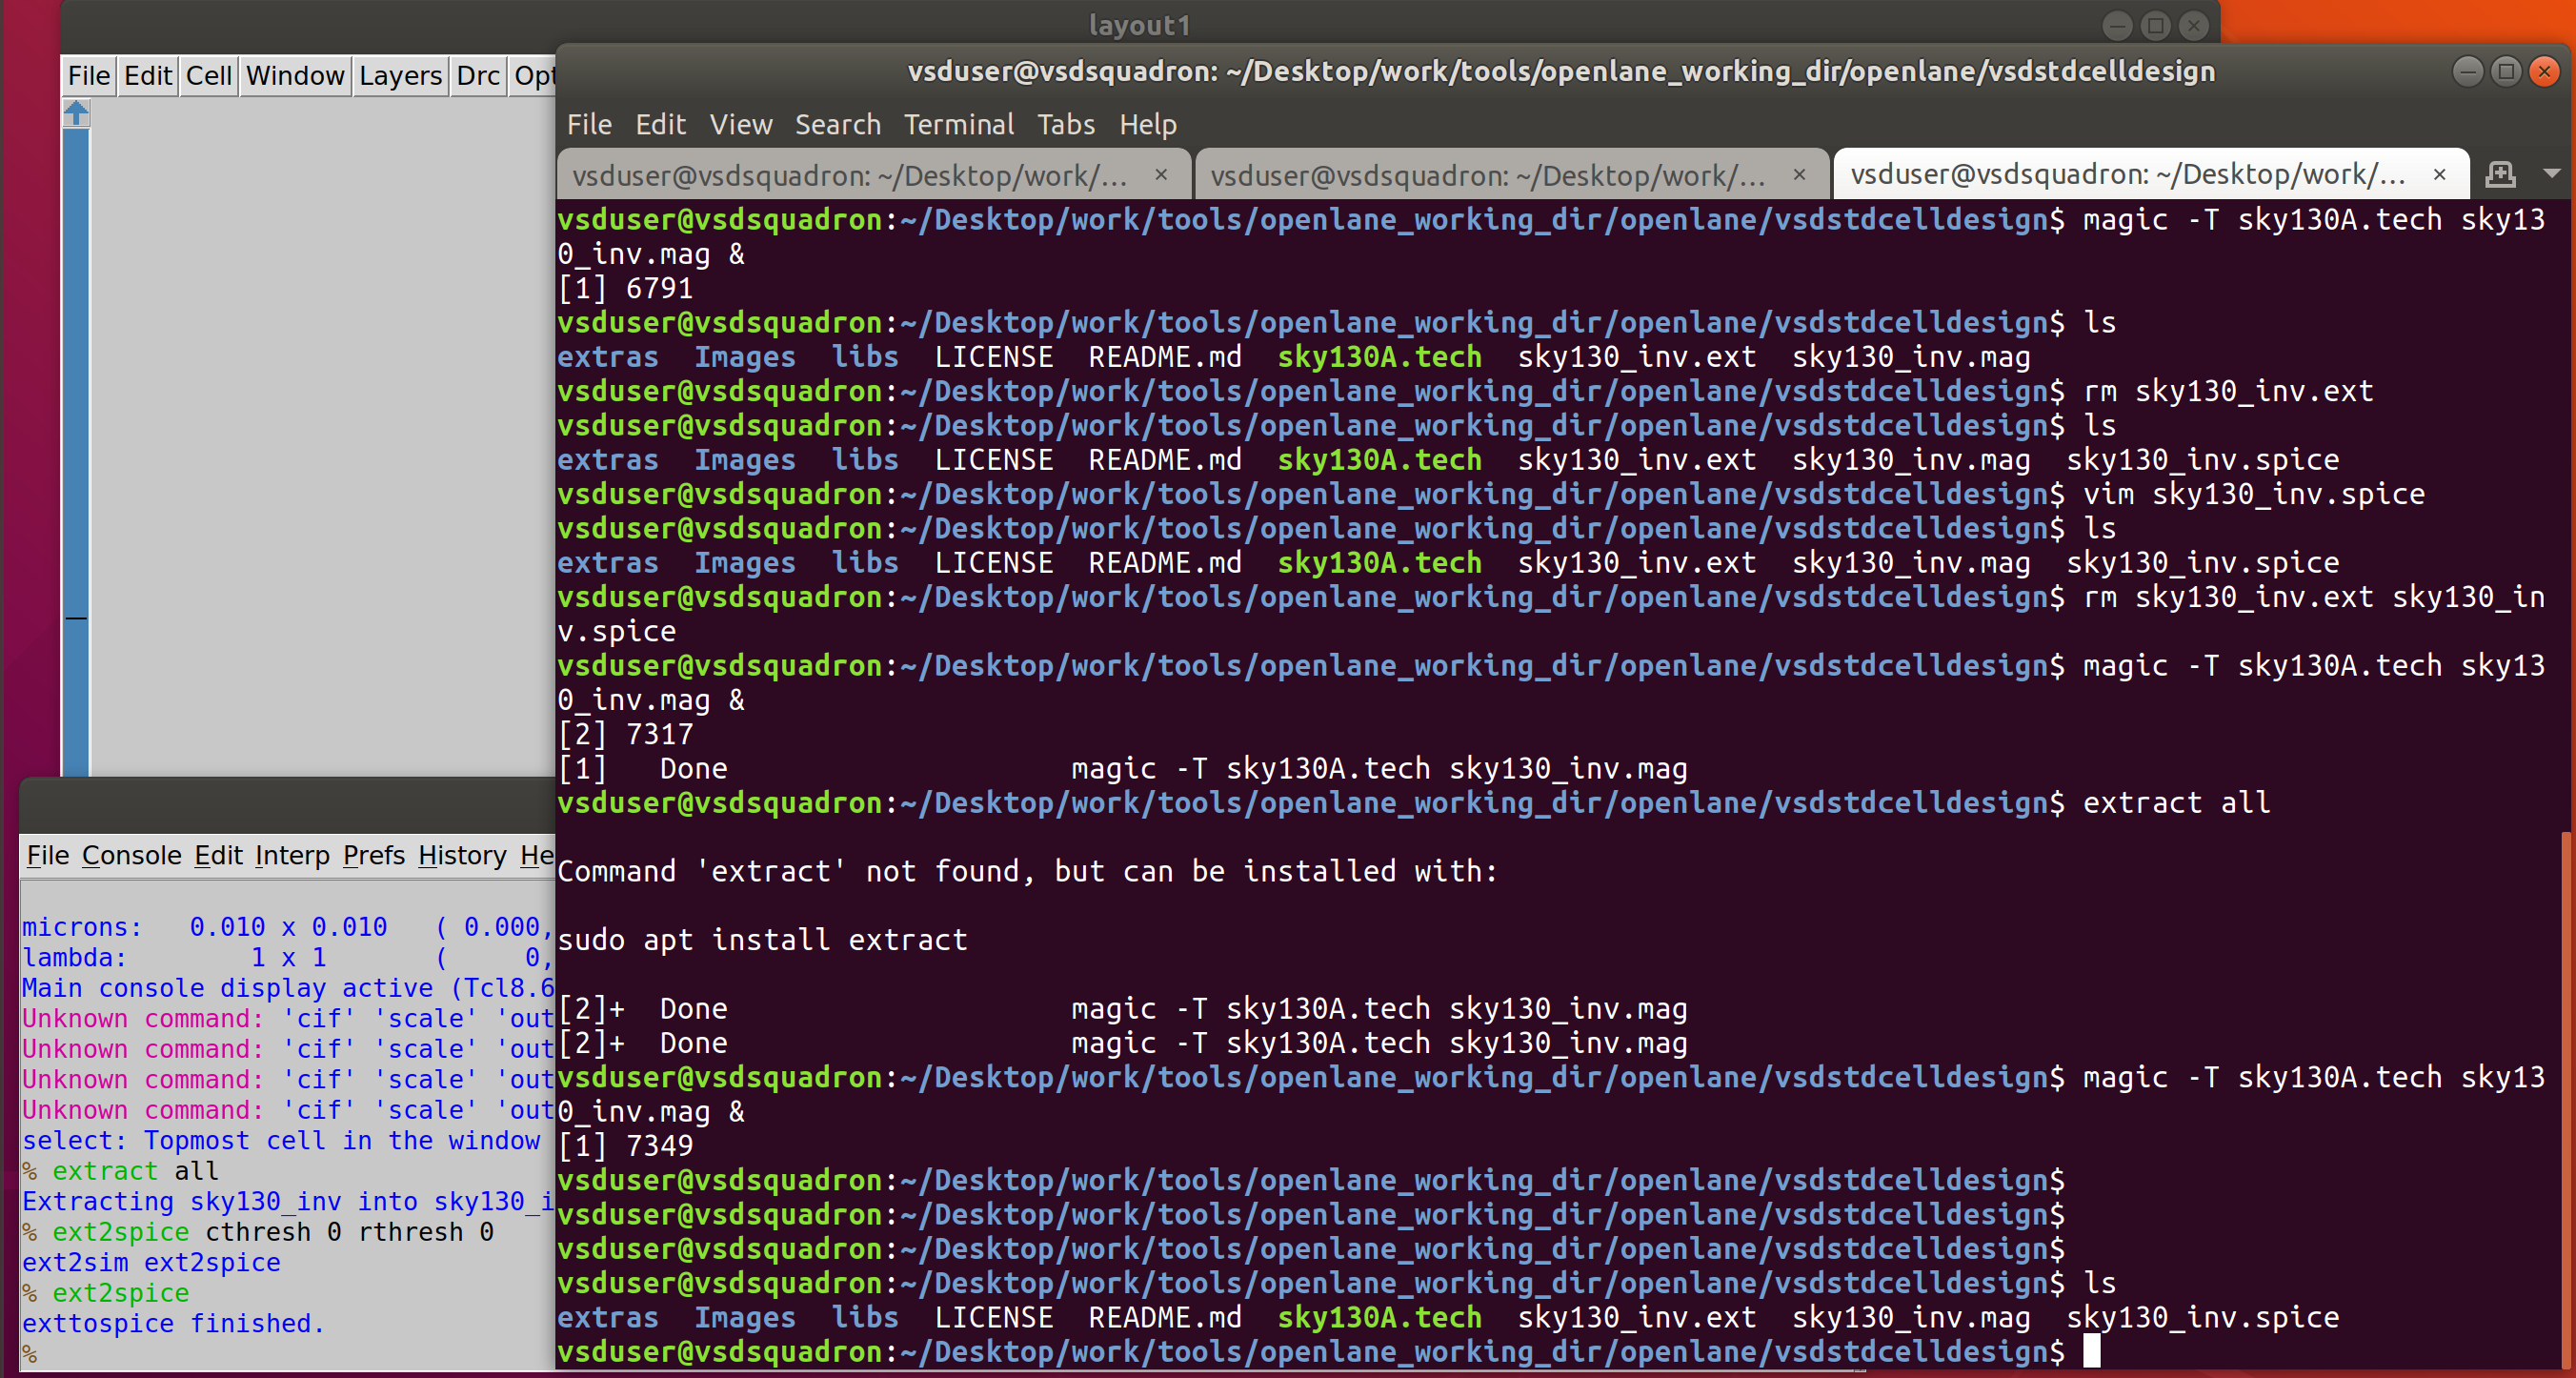 layout1
File Edit Cell Window Layers Drc Opt
vsduser@vsdsquadron: ~/Desktop/work/tools/openlane_working_dir/openlane/vsdstdcelldesign
File Edit View Search Terminal Tabs Help
vsduser@vsdsquadron: ~/Desktop/work/... × vsduser@vsdsquadron: ~/Desktop/work/... × vsduser@vsdsquadron: ~/Desktop/work/... ×
vsduser@vsdsquadron:~/Desktop/work/tools/openlane_working_dir/openlane/vsdstdcelldesign$ magic -T sky130A.tech sky13
0_inv.mag &
[1] 6791
vsduser@vsdsquadron:~/Desktop/work/tools/openlane_working_dir/openlane/vsdstdcelldesign$ ls
extras Images libs LICENSE README.md sky130A.tech sky130_inv.ext sky130_inv.mag
vsduser@vsdsquadron:~/Desktop/work/tools/openlane_working_dir/openlane/vsdstdcelldesign$ rm sky130_inv.ext
vsduser@vsdsquadron:~/Desktop/work/tools/openlane_working_dir/openlane/vsdstdcelldesign$ ls
extras Images libs LICENSE README.md sky130A.tech sky130_inv.ext sky130_inv.mag sky130_inv.spice
vsduser@vsdsquadron:~/Desktop/work/tools/openlane_working_dir/openlane/vsdstdcelldesign$ vim sky130_inv.spice
vsduser@vsdsquadron:~/Desktop/work/tools/openlane_working_dir/openlane/vsdstdcelldesign$ ls
extras Images libs LICENSE README.md sky130A.tech sky130_inv.ext sky130_inv.mag sky130_inv.spice
vsduser@vsdsquadron:~/Desktop/work/tools/openlane_working_dir/openlane/vsdstdcelldesign$ rm sky130_inv.ext sky130_in
v.spice
vsduser@vsdsquadron:~/Desktop/work/tools/openlane_working_dir/openlane/vsdstdcelldesign$ magic -T sky130A.tech sky13
0_inv.mag &
[2] 7317
[1] Done magic -T sky130A.tech sky130_inv.mag
vsduser@vsdsquadron:~/Desktop/work/tools/openlane_working_dir/openlane/vsdstdcelldesign$ extract all
Command 'extract' not found, but can be installed with:
sudo apt install extract
[2]+ Done magic -T sky130A.tech sky130_inv.mag
[2]+ Done magic -T sky130A.tech sky130_inv.mag
vsduser@vsdsquadron:~/Desktop/work/tools/openlane_working_dir/openlane/vsdstdcelldesign$ magic -T sky130A.tech sky13
0_inv.mag &
[1] 7349
vsduser@vsdsquadron:~/Desktop/work/tools/openlane_working_dir/openlane/vsdstdcelldesign$
vsduser@vsdsquadron:~/Desktop/work/tools/openlane_working_dir/openlane/vsdstdcelldesign$
vsduser@vsdsquadron:~/Desktop/work/tools/openlane_working_dir/openlane/vsdstdcelldesign$
vsduser@vsdsquadron:~/Desktop/work/tools/openlane_working_dir/openlane/vsdstdcelldesign$ ls
extras Images libs LICENSE README.md sky130A.tech sky130_inv.ext sky130_inv.mag sky130_inv.spice
vsduser@vsdsquadron:~/Desktop/work/tools/openlane_working_dir/openlane/vsdstdcelldesign$
File Console Edit Interp Prefs History He
microns: 0.010 x 0.010 ( 0.000,
lambda: 1 x 1 ( 0,
Main console display active (Tcl8.6
Unknown command: 'cif' 'scale' 'out
Unknown command: 'cif' 'scale' 'out
Unknown command: 'cif' 'scale' 'out
Unknown command: 'cif' 'scale' 'out
select: Topmost cell in the window
% extract all
Extracting sky130_inv into sky130_i
% ext2spice cthresh 0 rthresh 0
ext2sim ext2spice
% ext2spice
exttospice finished.
%